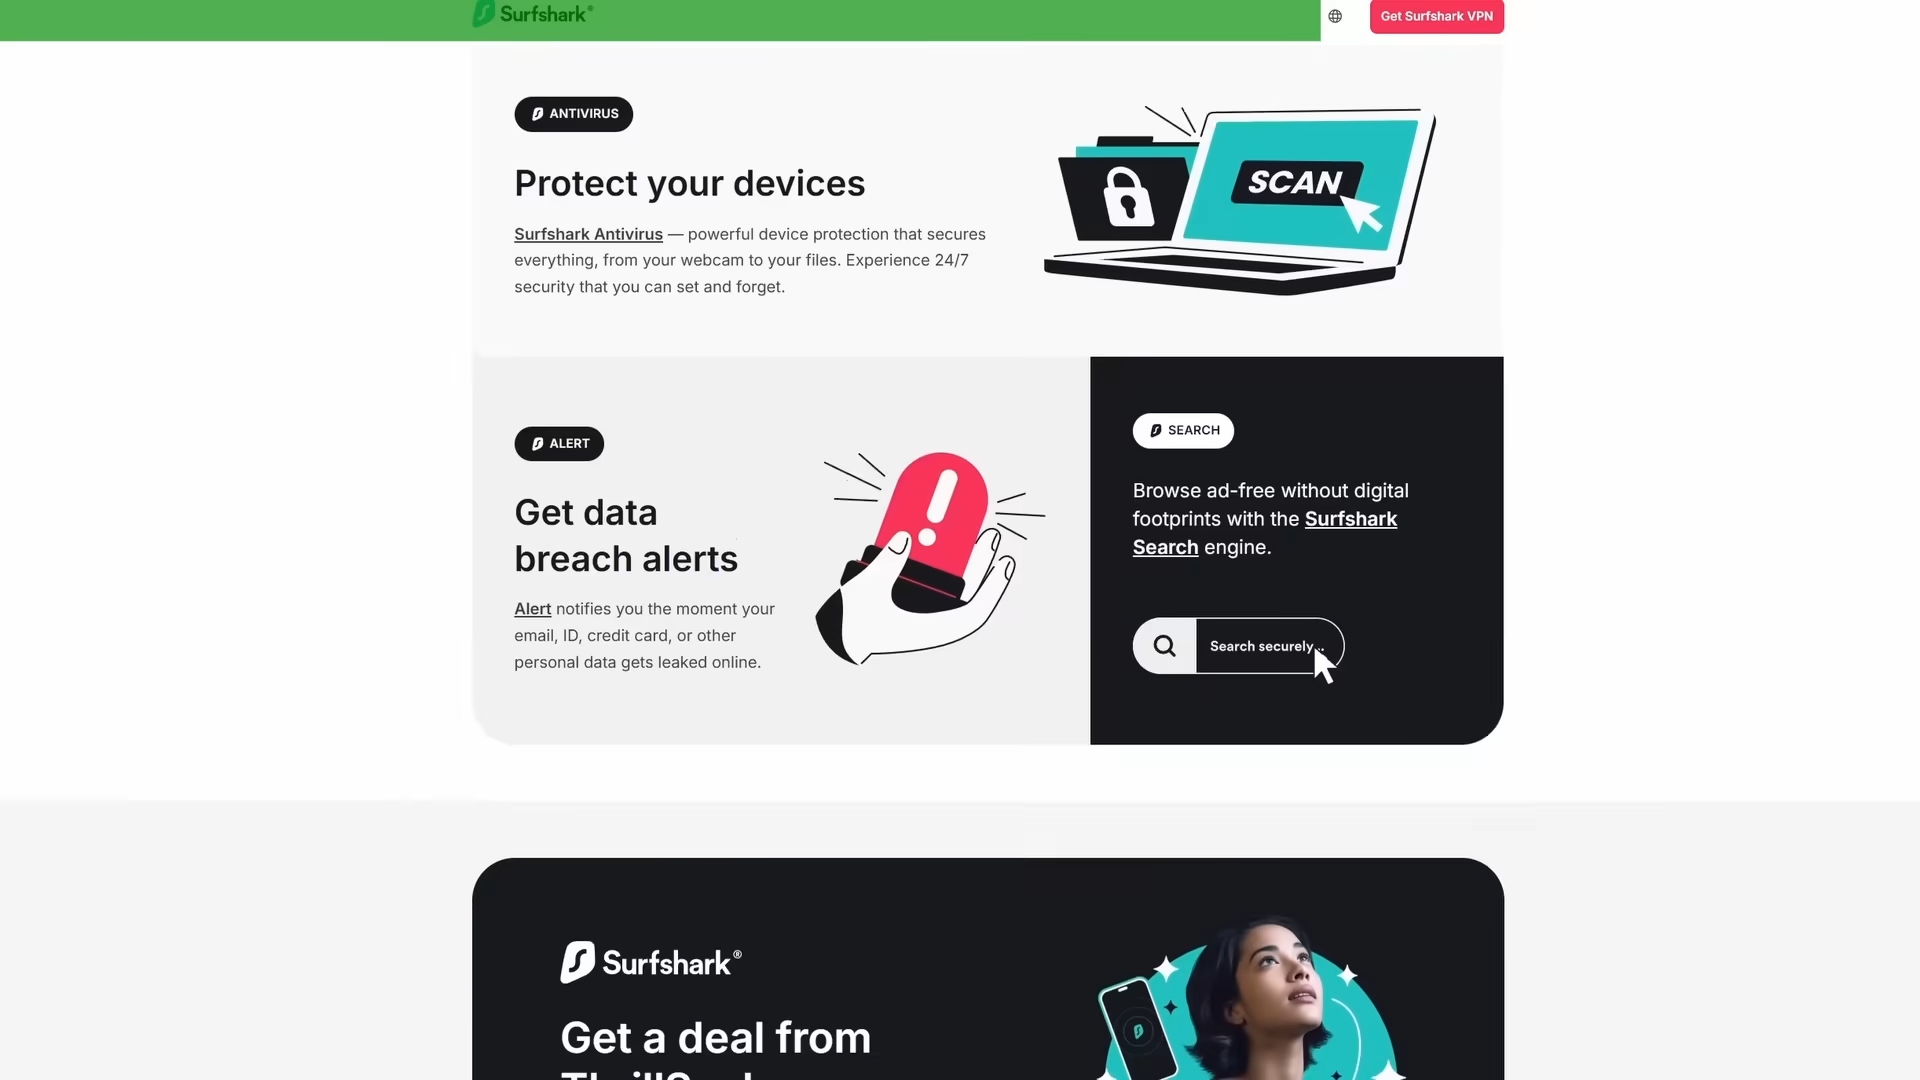 Surfshark®
Get Surfshark VPN
ANTIVIRUS
Protect your devices
Surfshark Antivirus — powerful device protection that secures
everything, from your webcam to your files. Experience 24/7
security that you can set and forget.
SCAN
ALERT
Get data
breach alerts
Alert notifies you the moment your
email, ID, credit card, or other
personal data gets leaked online.
SEARCH
Browse ad-free without digital
footprints with the Surfshark
Search engine.
Search securely...
Surfshark®
Get a deal from